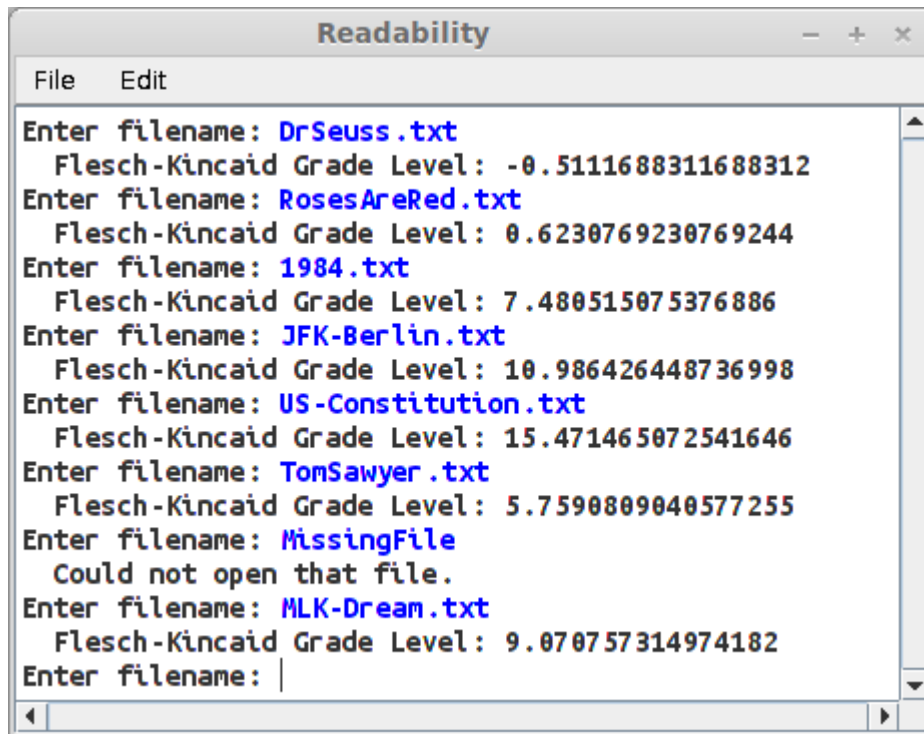 Readability
File Edit
Enter filename: DrSeuss.txt
Flesch-Kincaid Grade Level: -0.5111688311688312
Enter filename: RosesAreRed.txt
Flesch-Kincaid Grade Level: 0.6230769230769244
Enter filename: 1984.txt
Flesch-Kincaid Grade Level: 7.480515075376886
Enter filename: JFK-Berlin.txt
Flesch-Kincaid Grade Level: 10.986426448736998
Enter filename: US-Constitution.txt
Flesch-Kincaid Grade Level: 15.471465072541646
Enter filename: TomSawyer.txt
Flesch-Kincaid Grade Level: 5.7590809040577255
Enter filename: MissingFile
Could not open that file.
Enter filename: MLK-Dream.txt
Flesch-Kincaid Grade Level: 9.070757314974182
Enter filename: